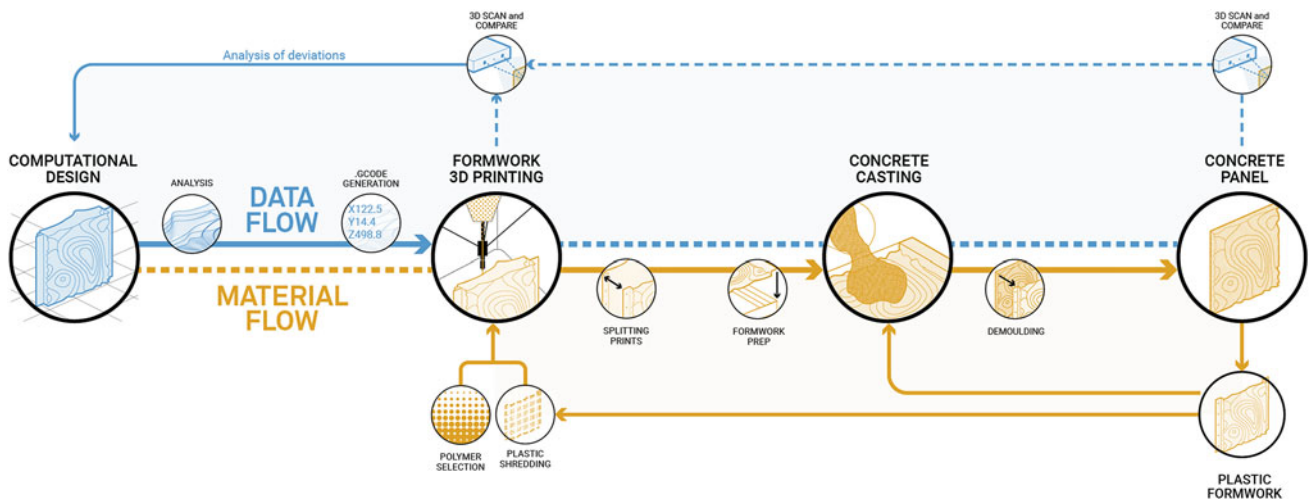 3D SCAN and
COMPARE
3D SCAN and
COMPARE
Analysis of deviations
COMPUTATIONAL
DESIGN
FORMWORK
3D PRINTING
CONCRETE
CASTING
CONCRETE
PANEL
ANALYSIS
DATA
FLOW
.GCODE
GENERATION
X122.5
Y14.4
Z498.8
MATERIAL
FLOW
SPLITTING
PRINTS
FORMWORK
PREP
DEMOULDING
POLYMER
SELECTION
PLASTIC
SHREDDING
PLASTIC
FORMWORK